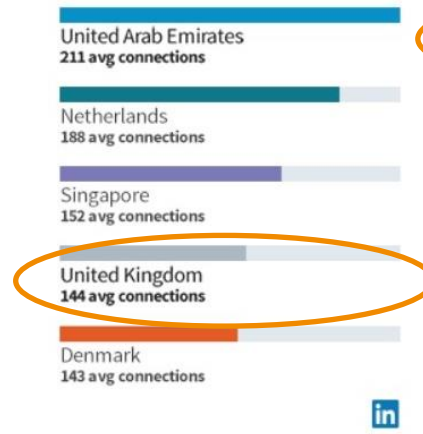 United Arab Emirates
211 avg connections
Netherlands
188 avg connections
Singapore
152 avg connections
United Kingdom
144 avg connections
Denmark
143 avg connections
in